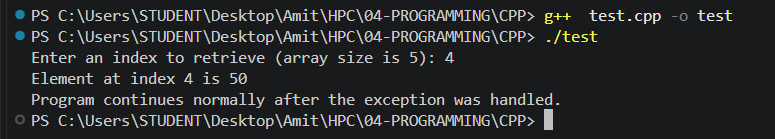 PS C:\Users\STUDENT\Desktop\Amit\HPC\04-PROGRAMMING\CPP> g++  test.cpp -o test
PS C:\Users\STUDENT\Desktop\Amit\HPC\04-PROGRAMMING\CPP> ./test
Enter an index to retrieve (array size is 5): 4
Element at index 4 is 50
Program continues normally after the exception was handled.
PS C:\Users\STUDENT\Desktop\Amit\HPC\04-PROGRAMMING\CPP>